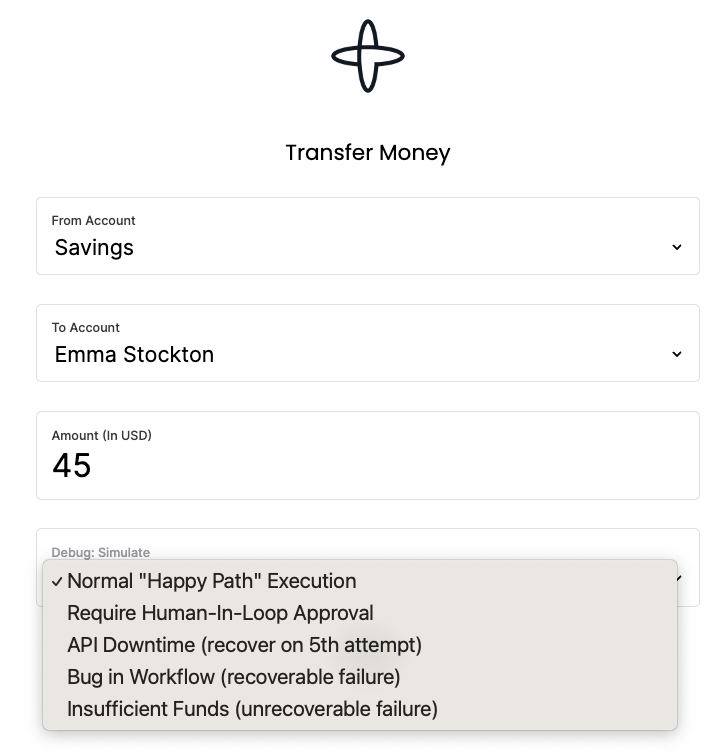 Transfer Money
From Account
Savings
To Account
Emma Stockton
Amount (In USD)
45
Debug: Simulate
✓ Normal "Happy Path" Execution
Require Human-In-Loop Approval
API Downtime (recover on 5th attempt)
Bug in Workflow (recoverable failure)
Insufficient Funds (unrecoverable failure)